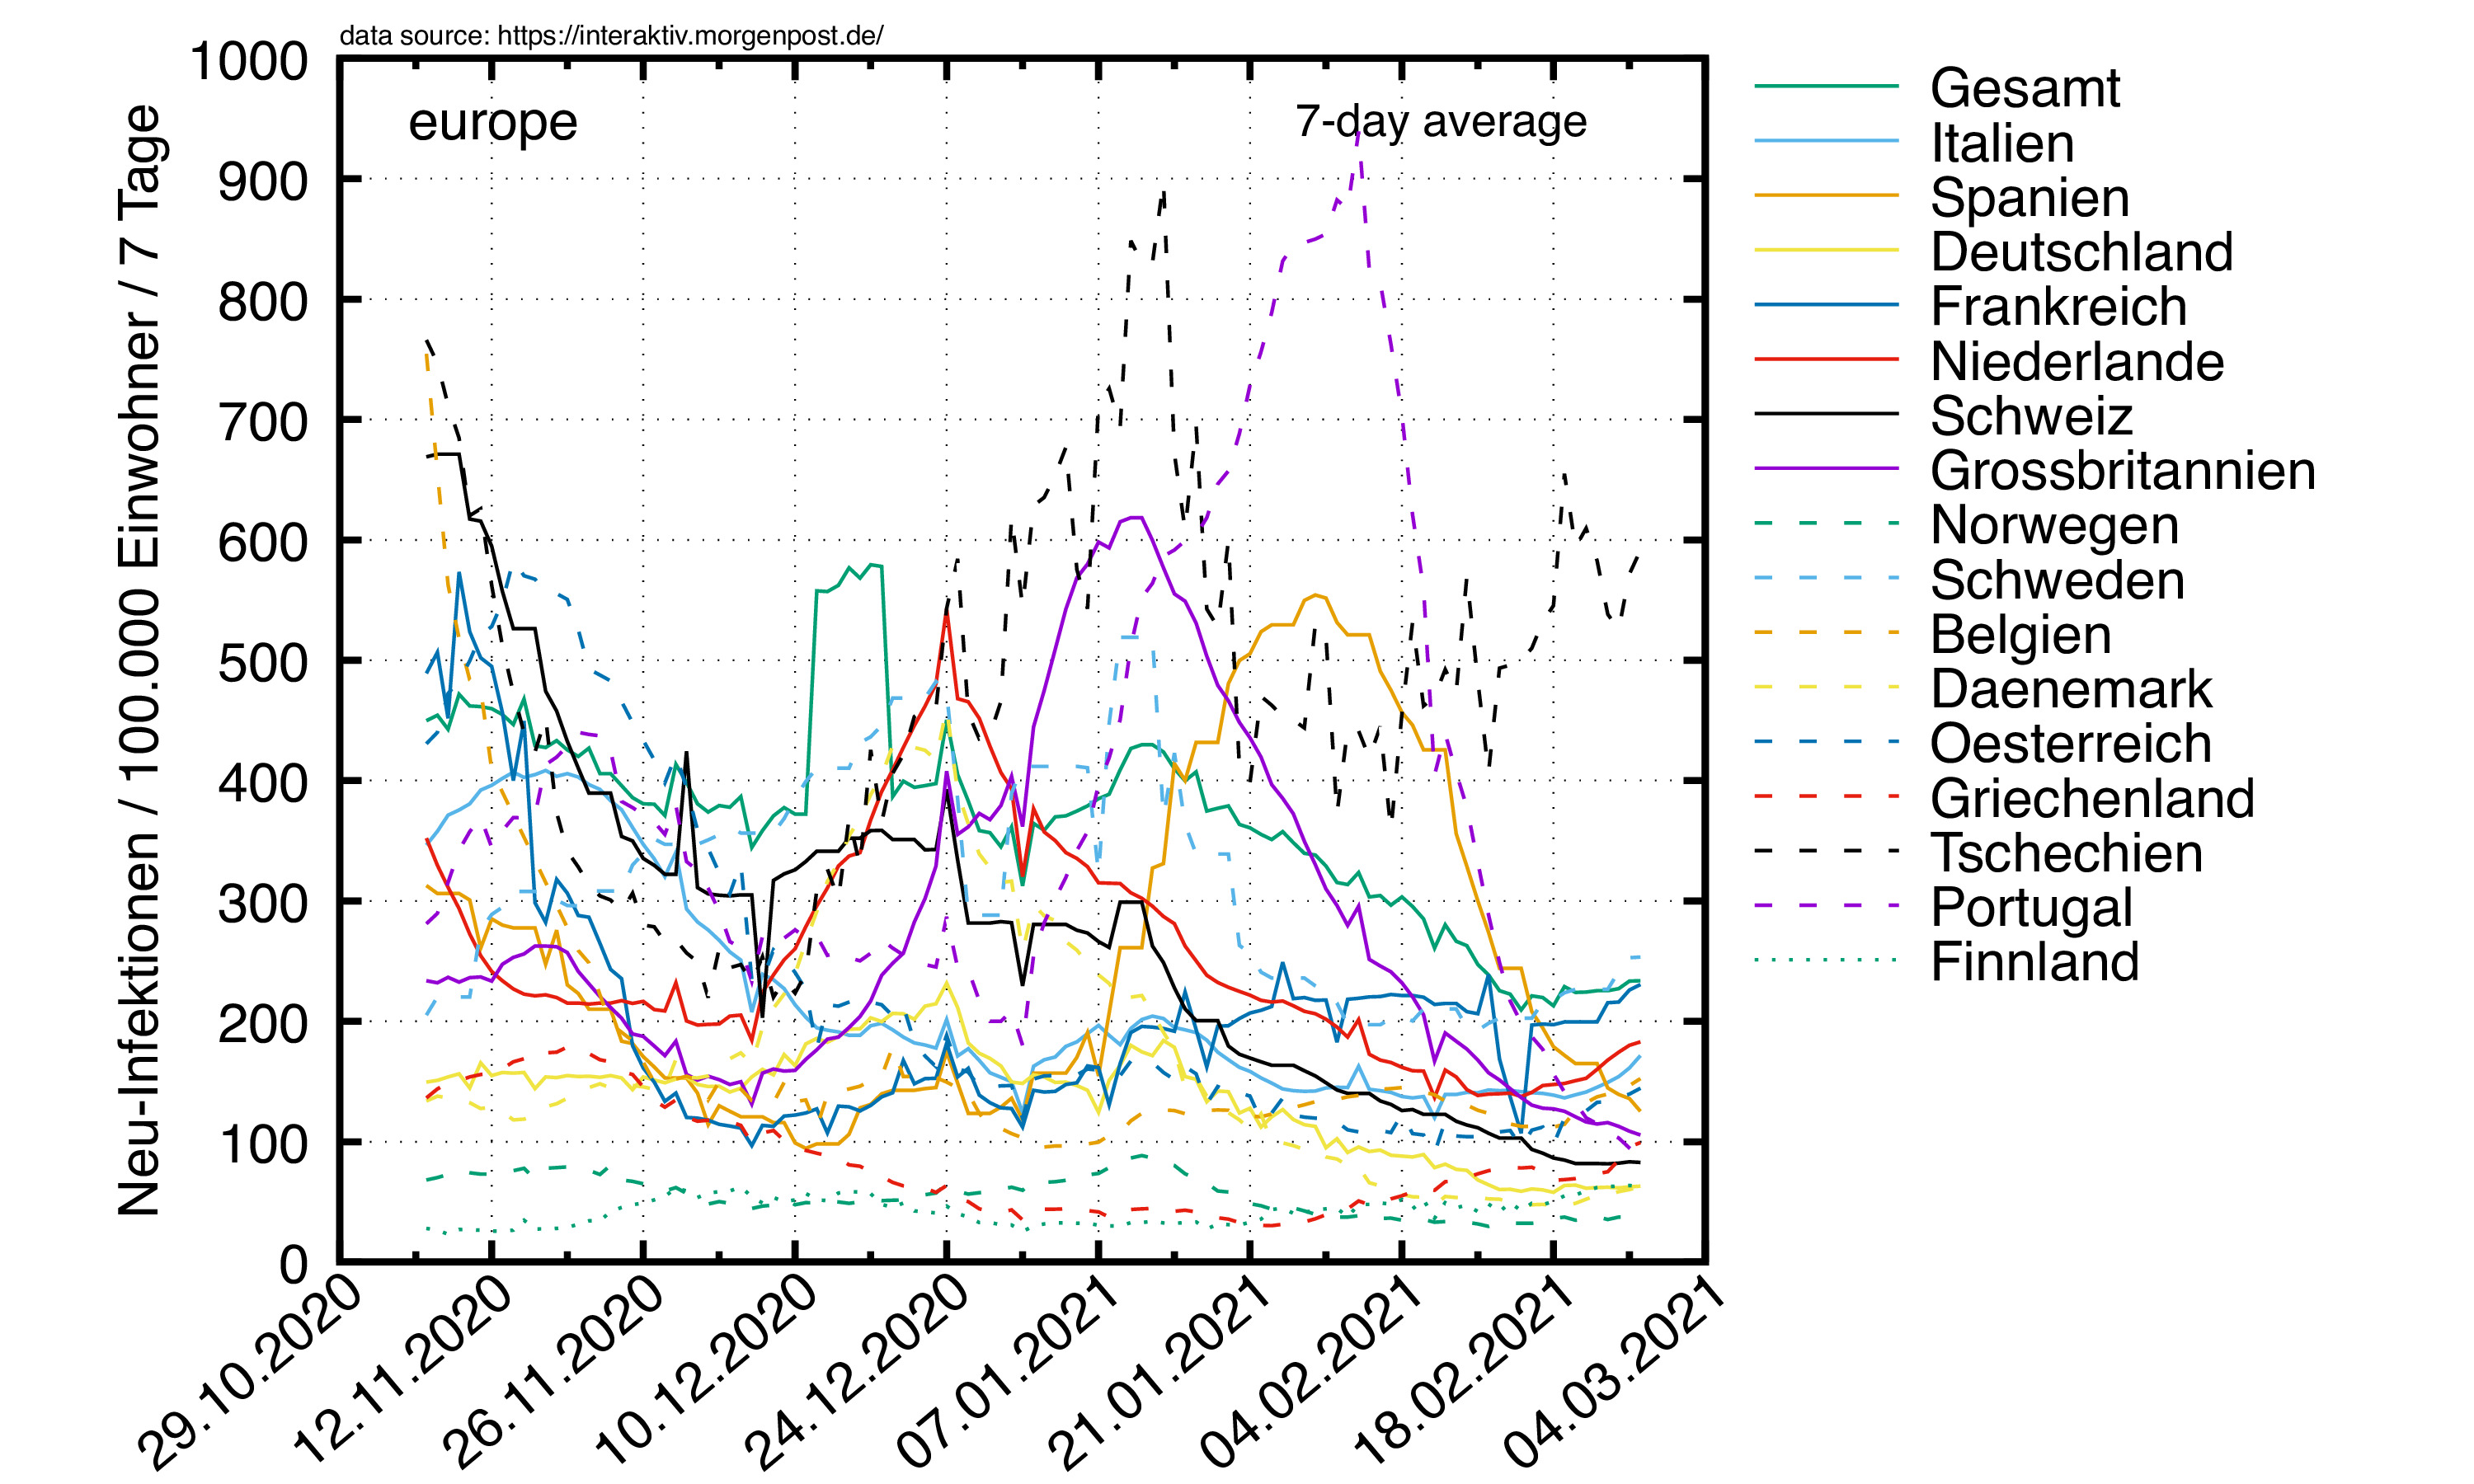 data source: https://interaktiv.morgenpost.de/
europe
7-day average
Neu-Infektionen / 100.000 Einwohner / 7 Tage
1000
900
800
700
600
500
400
300
200
100
0
29.10.2020
12.11.2020
26.11.2020
10.12.2020
24.12.2020
07.01.2021
21.01.2021
04.02.2021
18.02.2021
04.03.2021
Gesamt
Italien
Spanien
Deutschland
Frankreich
Niederlande
Schweiz
Grossbritannien
Norwegen
Schweden
Belgien
Daenemark
Oesterreich
Griechenland
Tschechien
Portugal
Finnland